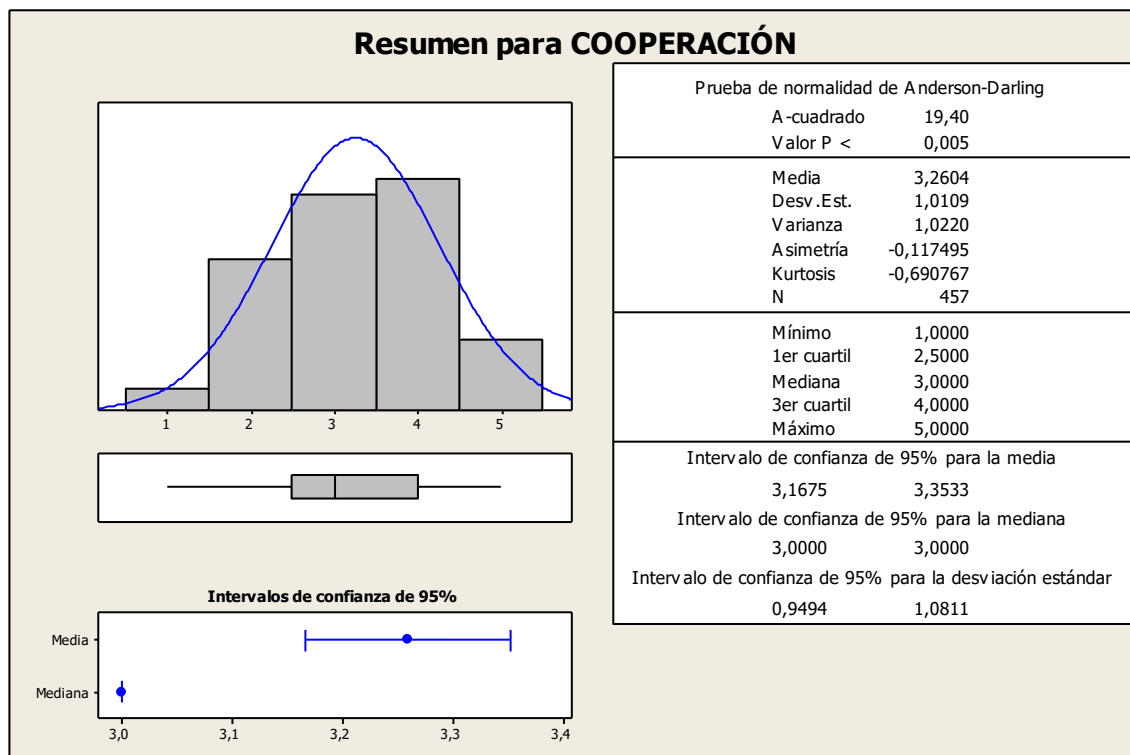 Resumen para COOPERACIÓN
1 2 3 4 5
Intervalos de confianza de 95%
Media
Mediana
3,0 3,1 3,2 3,3 3,4
Prueba de normalidad de Anderson-Darling
A-cuadrado 19,40
Valor P < 0,005
Media 3,2604
Desv.Est. 1,0109
Varianza 1,0220
Asimetría -0,117495
Kurtosis -0,690767
N 457
Mínimo 1,0000
1er cuartil 2,5000
Mediana 3,0000
3er cuartil 4,0000
Máximo 5,0000
Intervalo de confianza de 95% para la media
3,1675 3,3533
Intervalo de confianza de 95% para la mediana
3,0000 3,0000
Intervalo de confianza de 95% para la desviación estándar
0,9494 1,0811